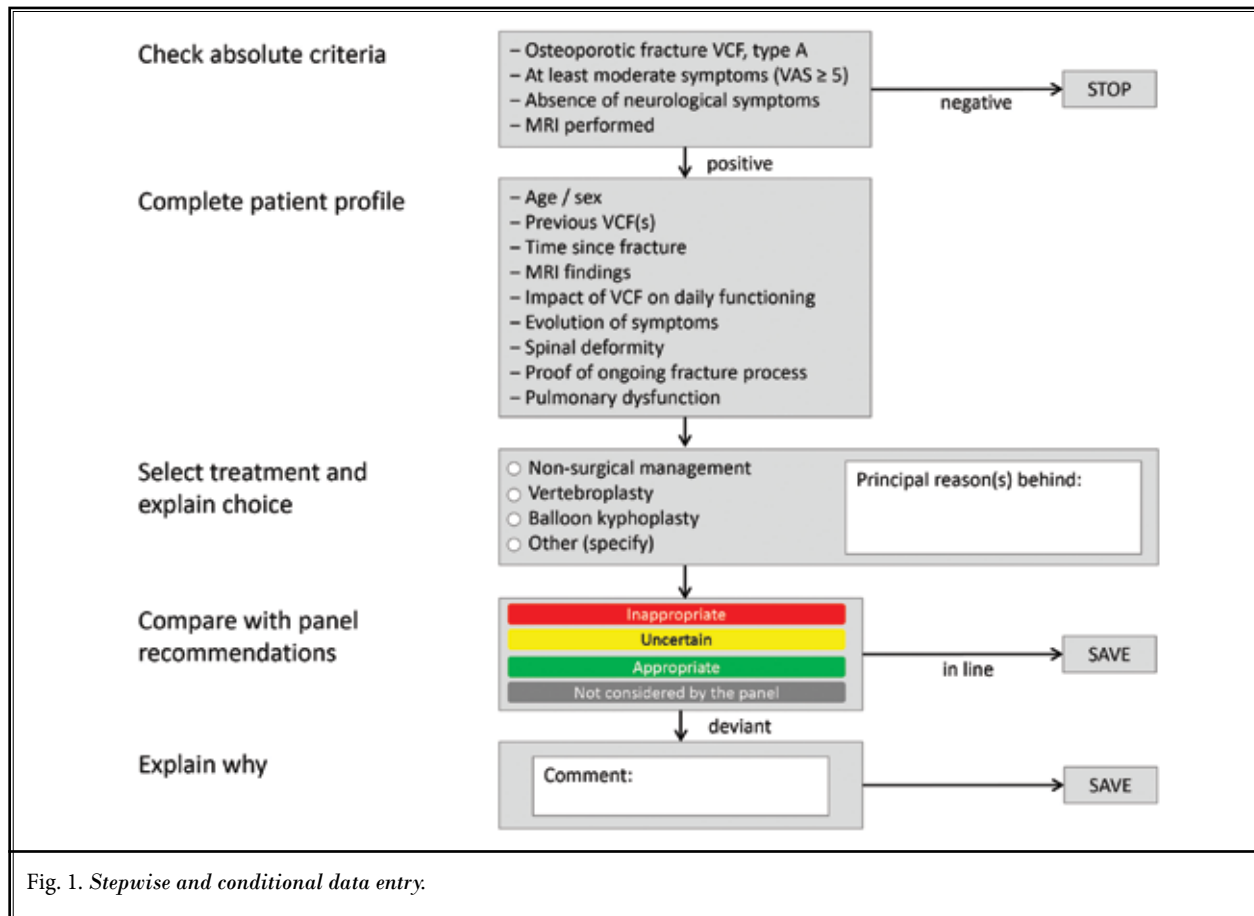 Check absolute criteria
– Osteoporotic fracture VCF, type A
– At least moderate symptoms (VAS ≥ 5)
– Absence of neurological symptoms
– MRI performed
negative
STOP
positive
Complete patient profile
– Age / sex
– Previous VCF(s)
– Time since fracture
– MRI findings
– Impact of VCF on daily functioning
– Evolution of symptoms
– Spinal deformity
– Proof of ongoing fracture process
– Pulmonary dysfunction
Select treatment and
explain choice
Non-surgical management
Vertebroplasty
Balloon kyphoplasty
Other (specify)
Principal reason(s) behind:
Compare with panel
recommendations
Inappropriate
Uncertain
Appropriate
Not considered by the panel
in line
SAVE
deviant
Explain why
Comment:
SAVE
Fig. 1. Stepwise and conditional data entry.